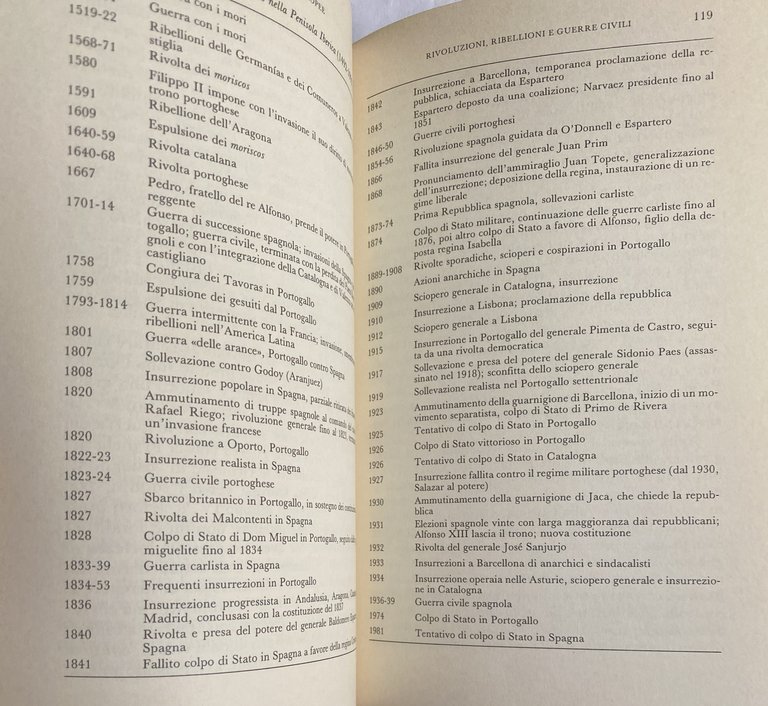 nella Penisola Iberica
Guerra con i mori
1519-22 Guerra con i mori
Ribellioni delle Germanías e dei Comuneros a
stiglia
1568-71 Rivolta dei moriscos
1580 Filippo II impone con l'invasione il suo diritto
trono portoghese
1591 Ribellione dell'Aragona
1609 Espulsione dei moriscos
1640-59 Rivolta catalana
1640-68 Rivolta portoghese
1667 Pedro, fratello del re Alfonso, prende il potere in
reggente
1701-14 Guerra di successione spagnola; invasioni della
togallo; guerra civile, terminata con la perdita dei
gnoli e con l'integrazione della Catalogna e di
castigliano
1758 Congiura dei Tavoras in Portogallo
1759 Espulsione dei gesuiti dal Portogallo
1793-1814 Guerra intermittente con la Francia; invasione,
ribellioni nell'America Latina
1801 Guerra «delle arance», Portogallo contro Spagna
1807 Sollevazione contro Godoy (Aranjuez)
1808 Insurrezione popolare in Spagna, parziale ritirata dei
1820 Ammutinamento di truppe spagnole al comando
Rafael Riego; rivoluzione generale fino al 1823,
un'invasione francese
1820 Rivoluzione a Oporto, Portogallo
1822-23 Insurrezione realista in Spagna
1823-24 Guerra civile portoghese
1827 Sbarco britannico in Portogallo, in sostegno dei
1827 Rivolta dei Malcontenti in Spagna
1828 Colpo di Stato di Dom Miguel in Portogallo, seguito
miguelite fino al 1834
1833-39 Guerra carlista in Spagna
1834-53 Frequenti insurrezioni in Portogallo
1836 Insurrezione progressista in Andalusia, Aragona,
Madrid, conclusasi con la costituzione del 1837
1840 Rivolta e presa del potere del generale Baldomero
Spagna
1841 Fallito colpo di Stato in Spagna a favore della regina
RIVOLUZIONI, RIBELLIONI E GUERRE CIVILI 119
1842 Insurrezione a Barcellona, temporanea proclamazione della re-
pubblica, schiacciata da Espartero
1843 Espartero deposto da una coalizione; Narvaez presidente fino al
1851
1846-50 Guerre civili portoghesi
1854-56 Rivoluzione spagnola guidata da O'Donnell e Espartero
1866 Fallita insurrezione del generale Juan Prim
1868 Pronunciamento dell'ammiraglio Juan Topete, generalizzazione
dell'insurrezione; deposizione della regina, instaurazione di un re-
gime liberale
1873-74 Prima Repubblica spagnola, sollevazioni carliste
1874 Colpo di Stato militare, continuazione delle guerre carliste fino al
1876, poi altro colpo di Stato a favore di Alfonso, figlio della de-
posta regina Isabella
1889-1908 Rivolte sporadiche, scioperi e cospirazioni in Portogallo
1890 Azioni anarchiche in Spagna
1909 Sciopero generale in Catalogna, insurrezione
1910 Insurrezione a Lisbona; proclamazione della repubblica
1912 Sciopero generale a Lisbona
1915 Insurrezione in Portogallo del generale Pimenta de Castro, segui-
ta da una rivolta democratica
1917 Sollevazione e presa del potere del generale Sidonio Paes (assas-
sinato nel 1918); sconfitta dello sciopero generale
1919 Sollevazione realista nel Portogallo settentrionale
1923 Ammutinamento della guarnigione di Barcellona, inizio di un mo-
vimento separatista, colpo di Stato di Primo de Rivera
1925 Tentativo di colpo di Stato in Portogallo
1926 Colpo di Stato vittorioso in Portogallo
1926 Tentativo di colpo di Stato in Catalogna
1927 Insurrezione fallita contro il regime militare portoghese (dal 1930,
Salazar al potere)
1930 Ammutinamento della guarnigione di Jaca, che chiede la repub-
blica
1931 Elezioni spagnole vinte con larga maggioranza dai repubblicani;
Alfonso XIII lascia il trono; nuova costituzione
1932 Rivolta del generale José Sanjurjo
1933 Insurrezioni a Barcellona di anarchici e sindacalisti
1934 Insurrezione operaia nelle Asturie, sciopero generale e insurrezio-
ne in Catalogna
1936-39 Guerra civile spagnola
1974 Colpo di Stato in Portogallo
1981 Tentativo di colpo di Stato in Spagna